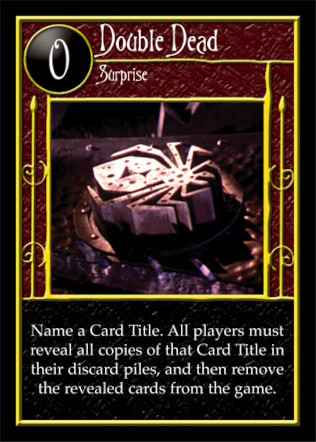 0
Double Dead
Surprise
Name a Card Title. All players must
reveal all copies of that Card Title in
their discard piles, and then remove
the revealed cards from the game.